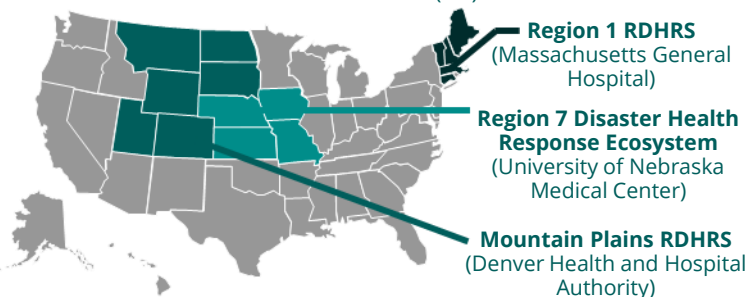 Region 1 RDHRS
(Massachusetts General
Hospital)
Region 7 Disaster Health
Response Ecosystem
(University of Nebraska
Medical Center)
Mountain Plains RDHRS
(Denver Health and Hospital
Authority)